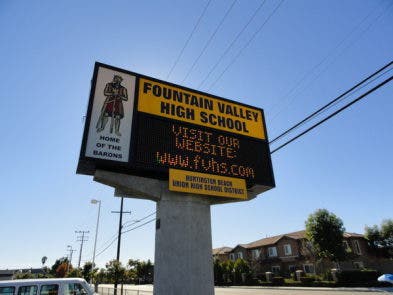 FOUNTAIN VALLEY
HIGH SCHOOL
HOME
OF THE
BARONS
VISIT OUR
WEBSITE:
www.fvhs.com
HUNTINGTON BEACH
UNION HIGH SCHOOL DISTRICT